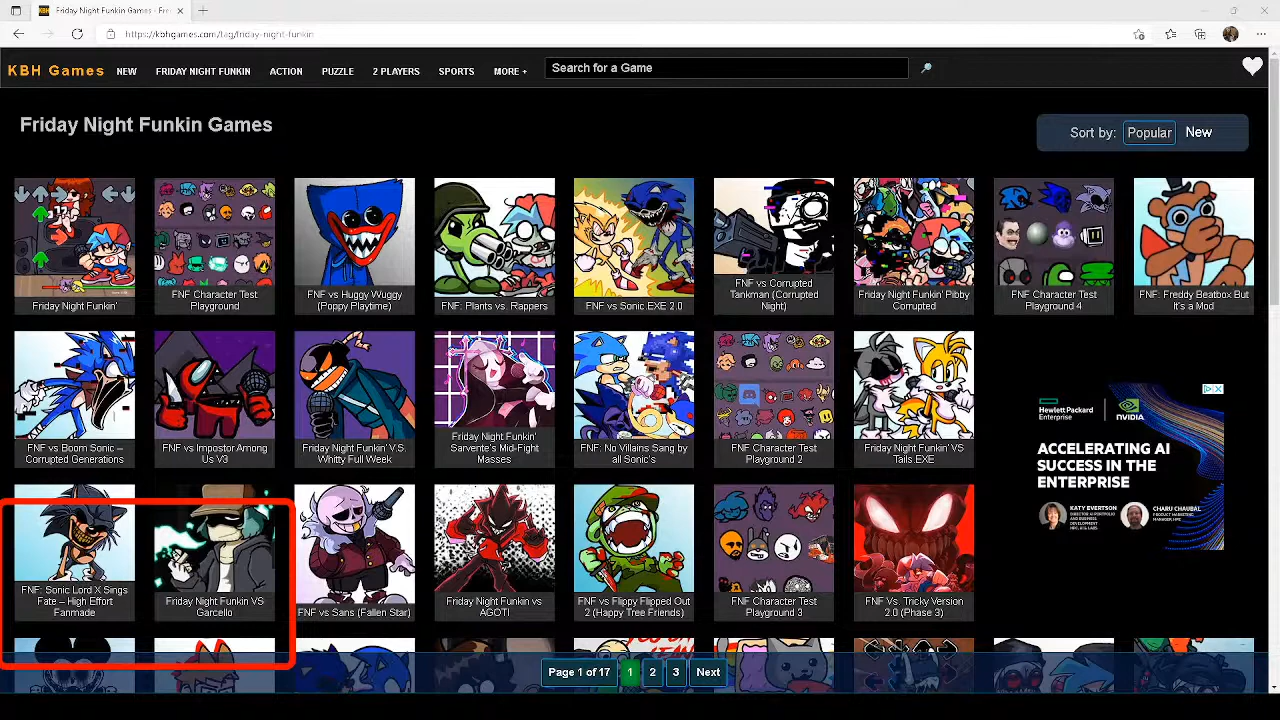 Friday Night Funkin Games - Fre
https://kbhgames.com/tag/friday-night-funkin
KBH Games
NEW
FRIDAY NIGHT FUNKIN
ACTION
PUZZLE
2 PLAYERS
SPORTS
MORE +
Search for a Game
Friday Night Funkin Games
Sort by:
Popular
New
Friday Night Funkin'
FNF Character Test
Playground
FNF vs Huggy Wuggy
(Poppy Playtime)
FNF: Plants vs. Rappers
FNF vs Sonic.EXE 2.0
FNF vs Corrupted
Tankman (Corrupted
Night)
Friday Night Funkin' Pibby
Corrupted
FNF Character Test
Playground 4
FNF: Freddy Beatbox But
It's a Mod
FNF vs Boom Sonic –
Corrupted Generations
FNF vs Impostor Among
Us V3
Friday Night Funkin' V.S.
Whitty Full Week
Friday Night Funkin'
Sarvente's Mid-Fight
Masses
FNF: No Villains Sang by
all Sonic's
FNF Character Test
Playground 2
Friday Night Funkin VS
Tails.EXE
Hewlett Packard
Enterprise
NVIDIA
ACCELERATING AI
SUCCESS IN THE
ENTERPRISE
KATY EVERTSON
CHARU CHAUBAL
FNF: Sonic Lord X Sings
Fate – High Effort
Fanmade
Friday Night Funkin VS
Garcello
FNF vs Sans (Fallen Star)
Friday Night Funkin vs
AGOTI
FNF vs Flippy Flipped Out
2 (Happy Tree Friends)
FNF Character Test
Playground 3
FNF Vs. Tricky Version
2.0 (Phase 3)
Page 1 of 17
1
2
3
Next